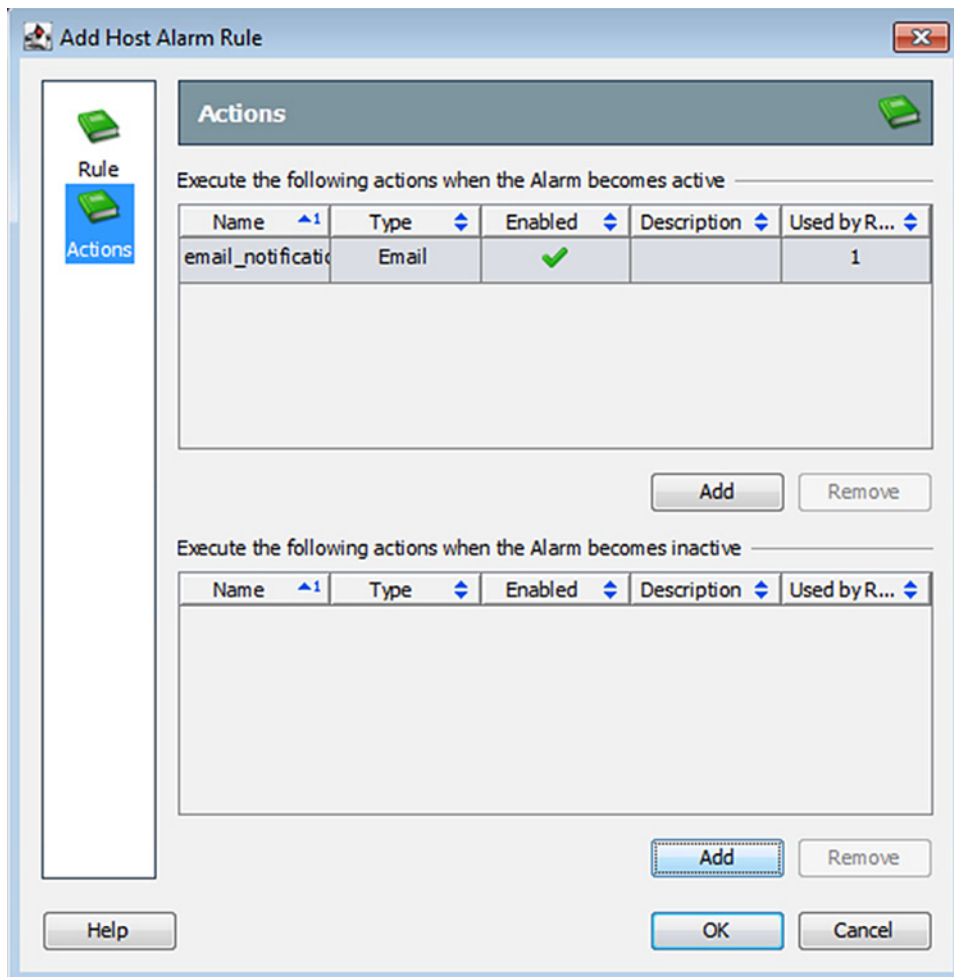 Add Host Alarm Rule
Actions
Rule
Actions
Execute the following actions when the Alarm becomes active
Name 1 Type Enabled Description Used by R...
email_notificatio Email 1
Add Remove
Execute the following actions when the Alarm becomes inactive
Name 1 Type Enabled Description Used by R...
Add Remove
Help OK Cancel